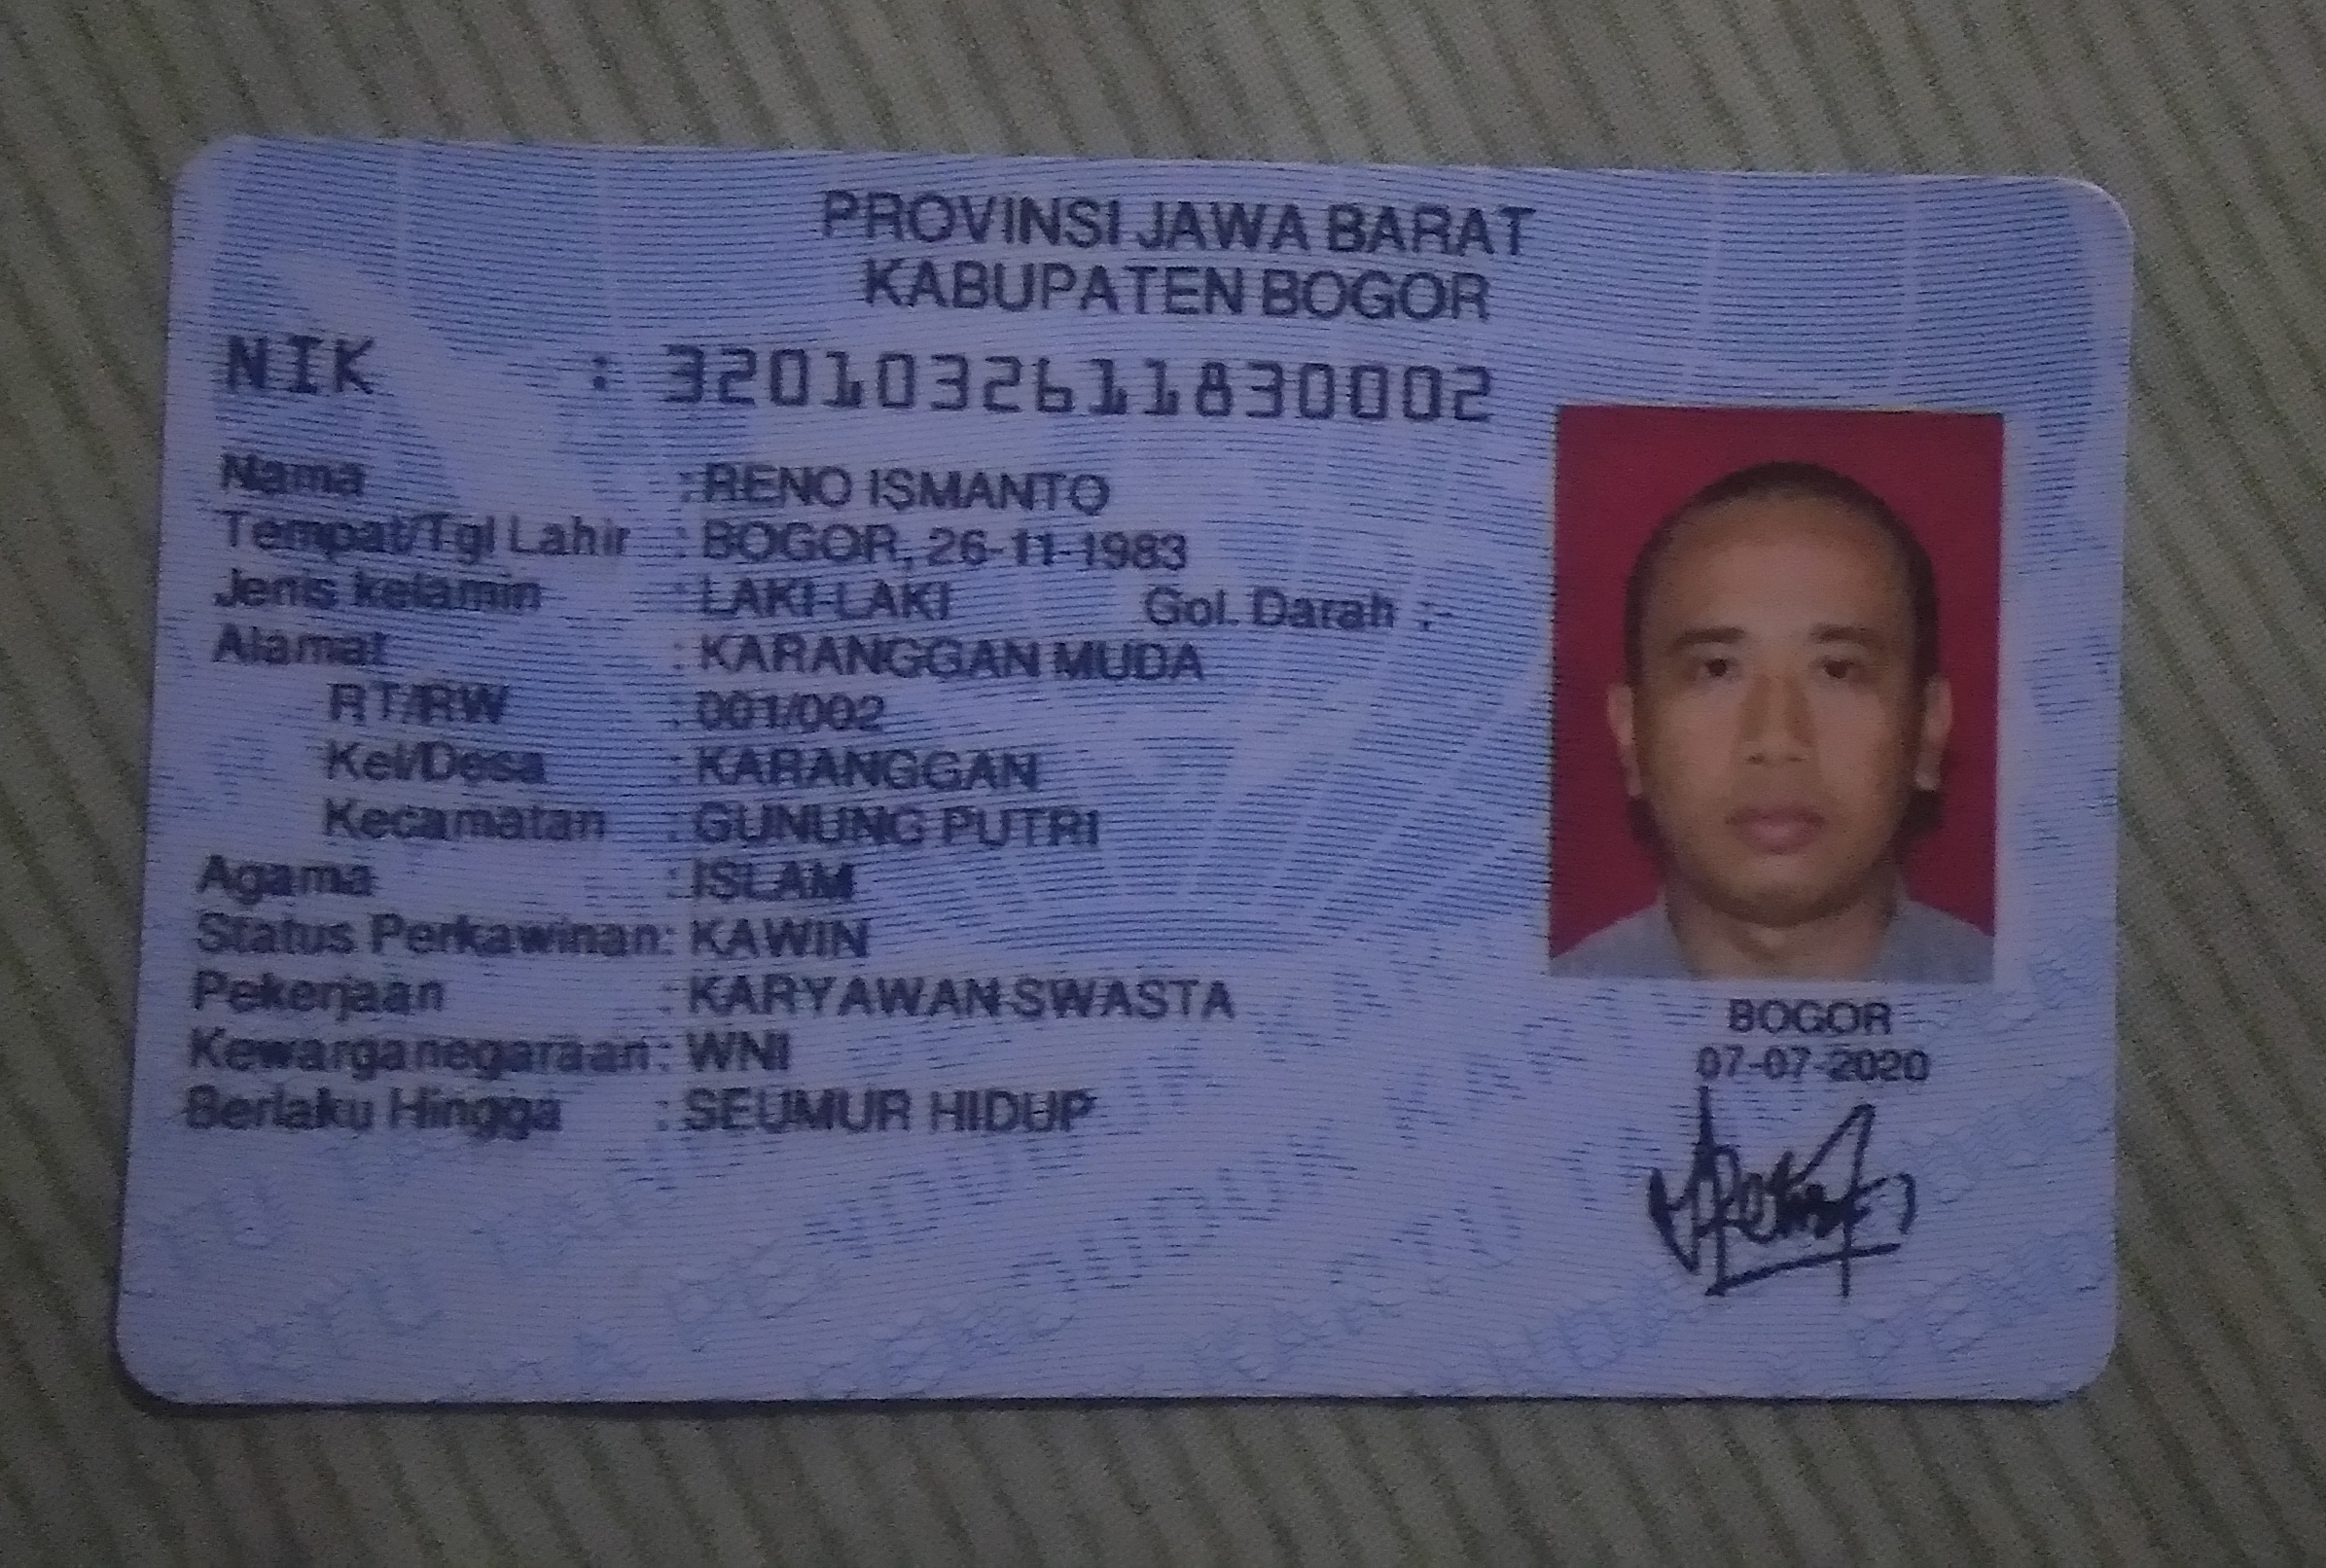 PROVINSI JAWA BARAT
KABUPATEN BOGOR
NIK : 3201032611830002
Nama : RENO ISMANTO
Tempat/Tgl Lahir : BOGOR, 26-11-1983
Jenis kelamin : LAKI-LAKI Gol. Darah :-
Alamat : KARANGGAN MUDA
RT/RW : 001/002
Kel/Desa : KARANGGAN
Kecamatan : GUNUNG PUTRI
Agama : ISLAM
Status Perkawinan: KAWIN
Pekerjaan : KARYAWAN SWASTA
Kewarganegaraan: WNI
Berlaku Hingga : SEUMUR HIDUP
BOGOR
07-07-2020